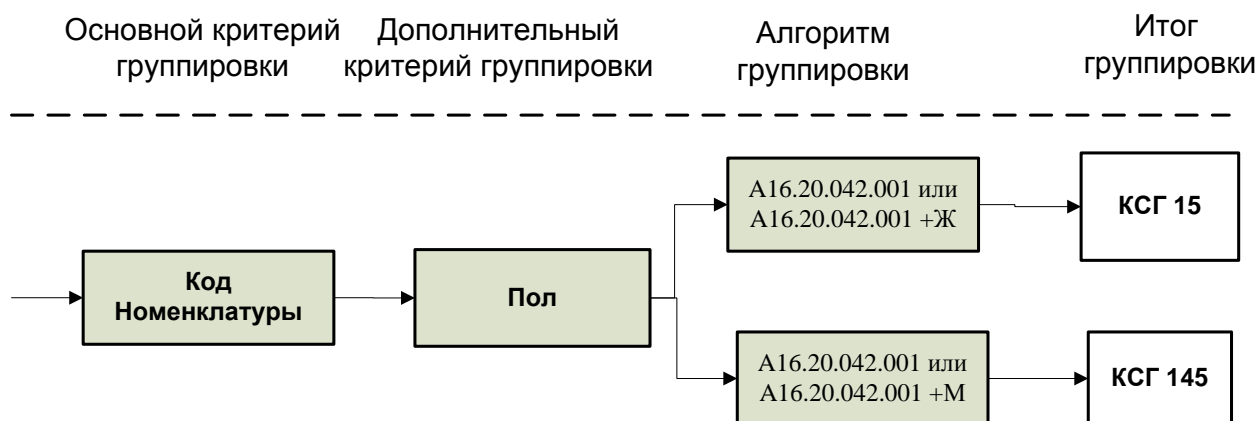 Основной критерий
группировки
Дополнительный
критерий группировки
Алгоритм
группировки
Итог
группировки
Код
Номенклатуры
Пол
A16.20.042.001 или
A16.20.042.001 +Ж
КСГ 15
A16.20.042.001 или
A16.20.042.001 +М
КСГ 145